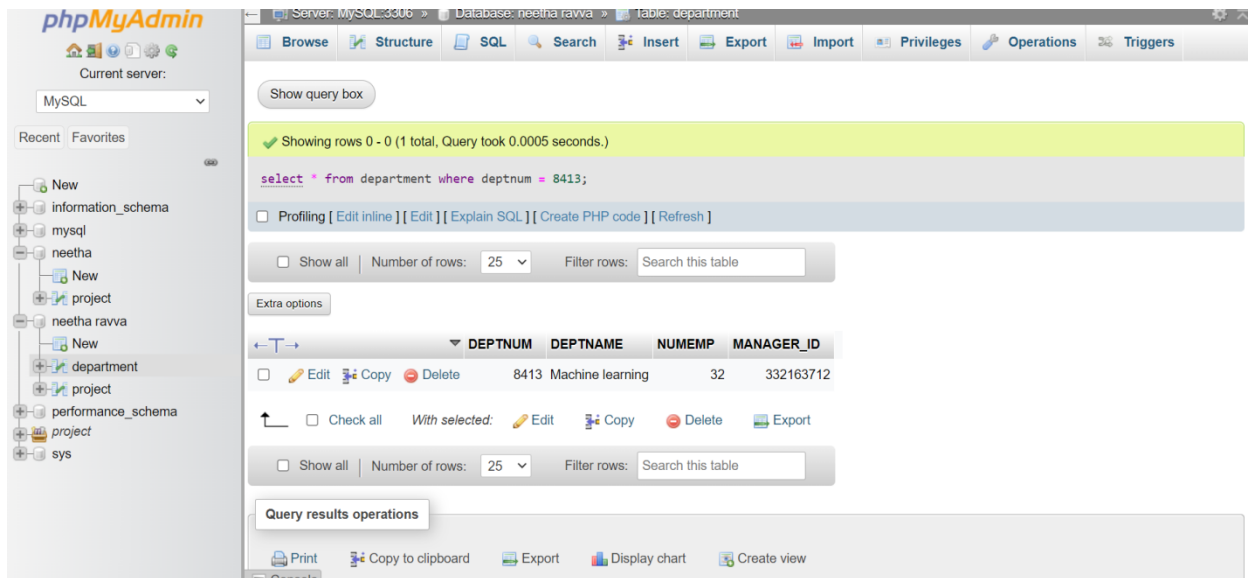 phpMyAdmin
Current server:
MySQL
Recent Favorites
New
information_schema
mysql
neetha
New
project
neetha ravva
New
department
project
performance_schema
project
sys
Server: MySQL:3306 » Database: neetha ravva » Table: department
Browse Structure SQL Search Insert Export Import Privileges Operations Triggers
Show query box
Showing rows 0 - 0 (1 total, Query took 0.0005 seconds.)
select * from department where deptnum = 8413;
Profiling [ Edit inline ] [ Edit ] [ Explain SQL ] [ Create PHP code ] [ Refresh ]
Show all | Number of rows: 25 Filter rows: Search this table
Extra options
←T→ DEPTNUM DEPTNAME NUMEMP MANAGER_ID
Edit Copy Delete 8413 Machine learning 32 332163712
Check all With selected: Edit Copy Delete Export
Show all | Number of rows: 25 Filter rows: Search this table
Query results operations
Print Copy to clipboard Export Display chart Create view
Console